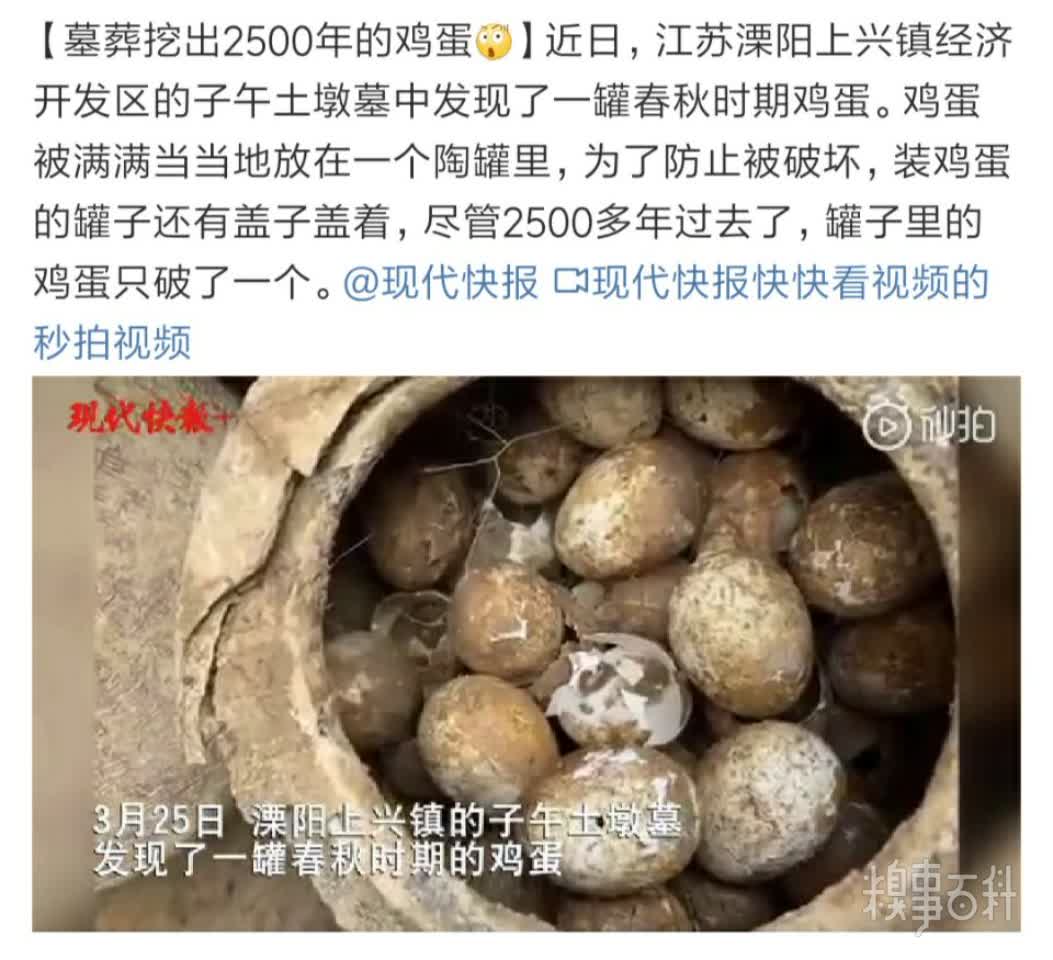 【墓葬挖出2500年的鸡蛋😲】近日，江苏溧阳上兴镇经济
开发区的子午土墩墓中发现了一罐春秋时期鸡蛋。鸡蛋
被满满当当地放在一个陶罐里，为了防止被破坏，装鸡蛋
的罐子还有盖子盖着，尽管2500多年过去了，罐子里的
鸡蛋只破了一个。@现代快报 现代快报快快看视频的
秒拍视频
现代快报+
秒拍
3月25日 溧阳上兴镇的子午土墩墓
发现了一罐春秋时期的鸡蛋
糗事百科